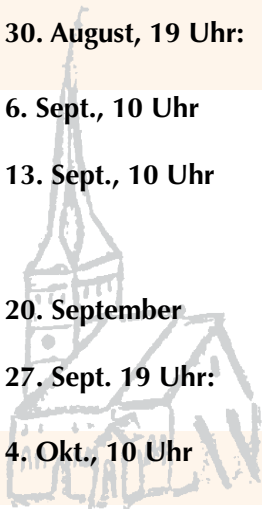 30. August, 19 Uhr:
6. Sept., 10 Uhr
13. Sept., 10 Uhr
20. September
27. Sept. 19 Uhr:
4. Okt., 10 Uhr